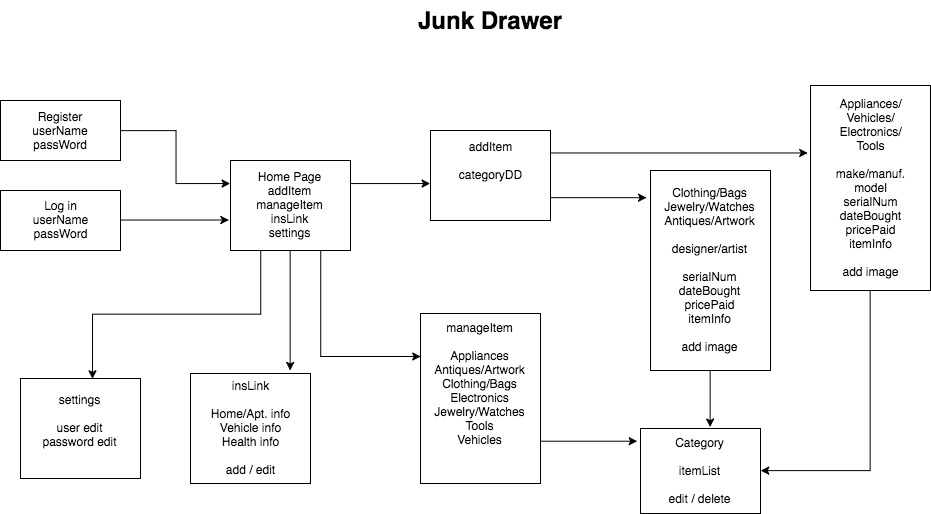 Junk Drawer
Register
userName
passWord
Log in
userName
passWord
Home Page
addItem
manageItem
insLink
settings
addItem
categoryDD
Clothing/Bags
Jewelry/Watches
Antiques/Artwork
designer/artist
serialNum
dateBought
pricePaid
itemInfo
add image
Appliances/
Vehicles/
Electronics/
Tools
make/manuf.
model
serialNum
dateBought
pricePaid
itemInfo
add image
settings
user edit
password edit
insLink
Home/Apt. info
Vehicle info
Health info
add / edit
manageItem
Appliances
Antiques/Artwork
Clothing/Bags
Electronics
Jewelry/Watches
Tools
Vehicles
Category
itemList
edit / delete